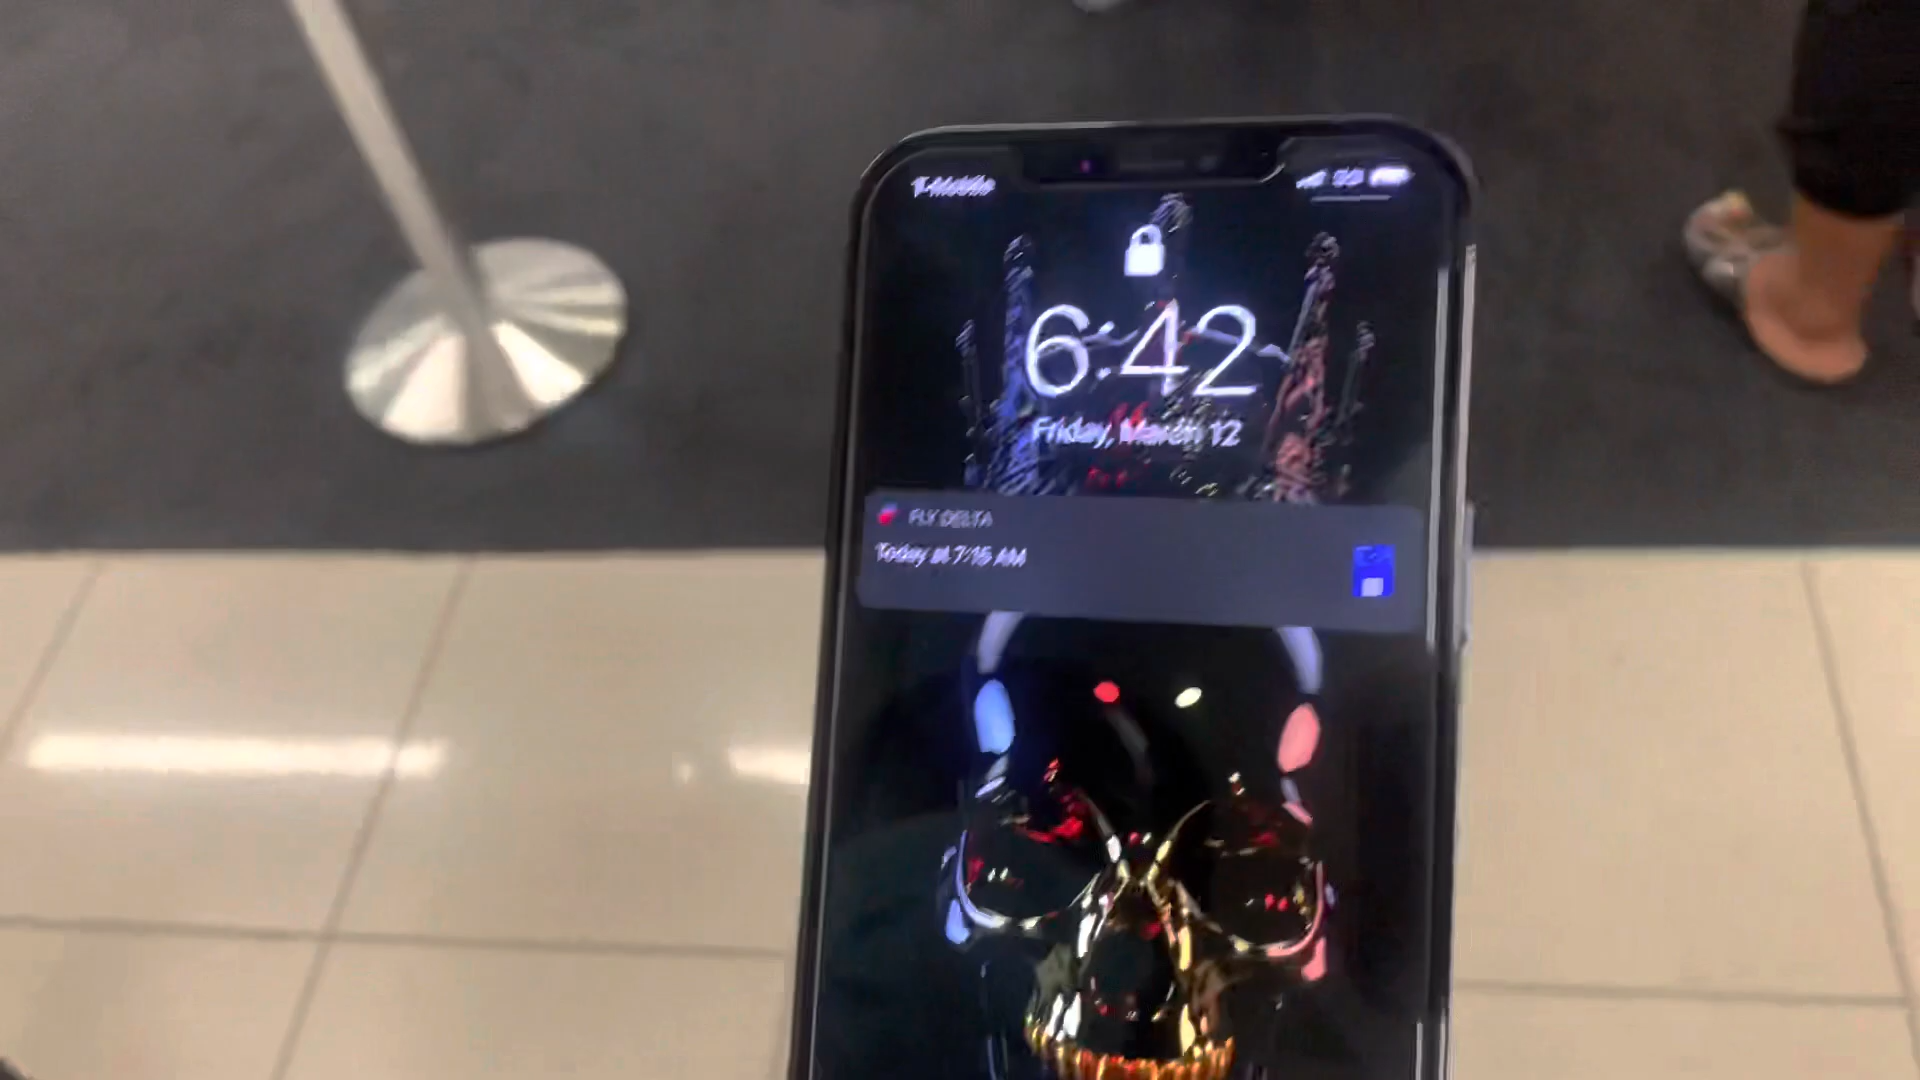 T-Mobile
6:42
Friday, March 12
FLY DELTA
Today at 7:15 AM